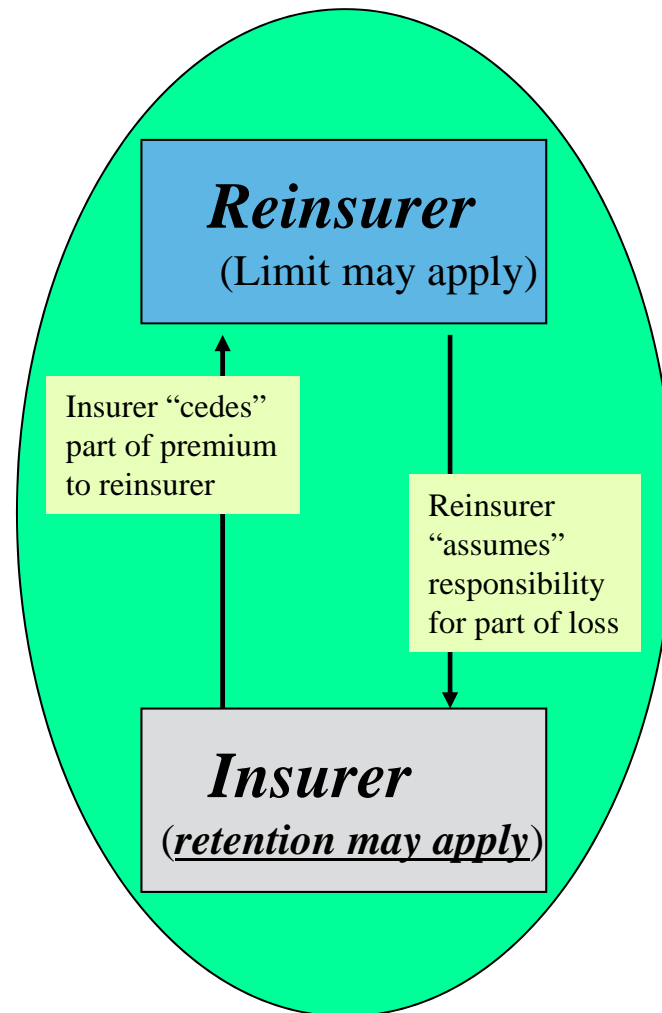 Reinsurer
(Limit may apply)
Insurer “cedes”
part of premium
to reinsurer
Reinsurer
“assumes”
responsibility
for part of loss
Insurer
(retention may apply)